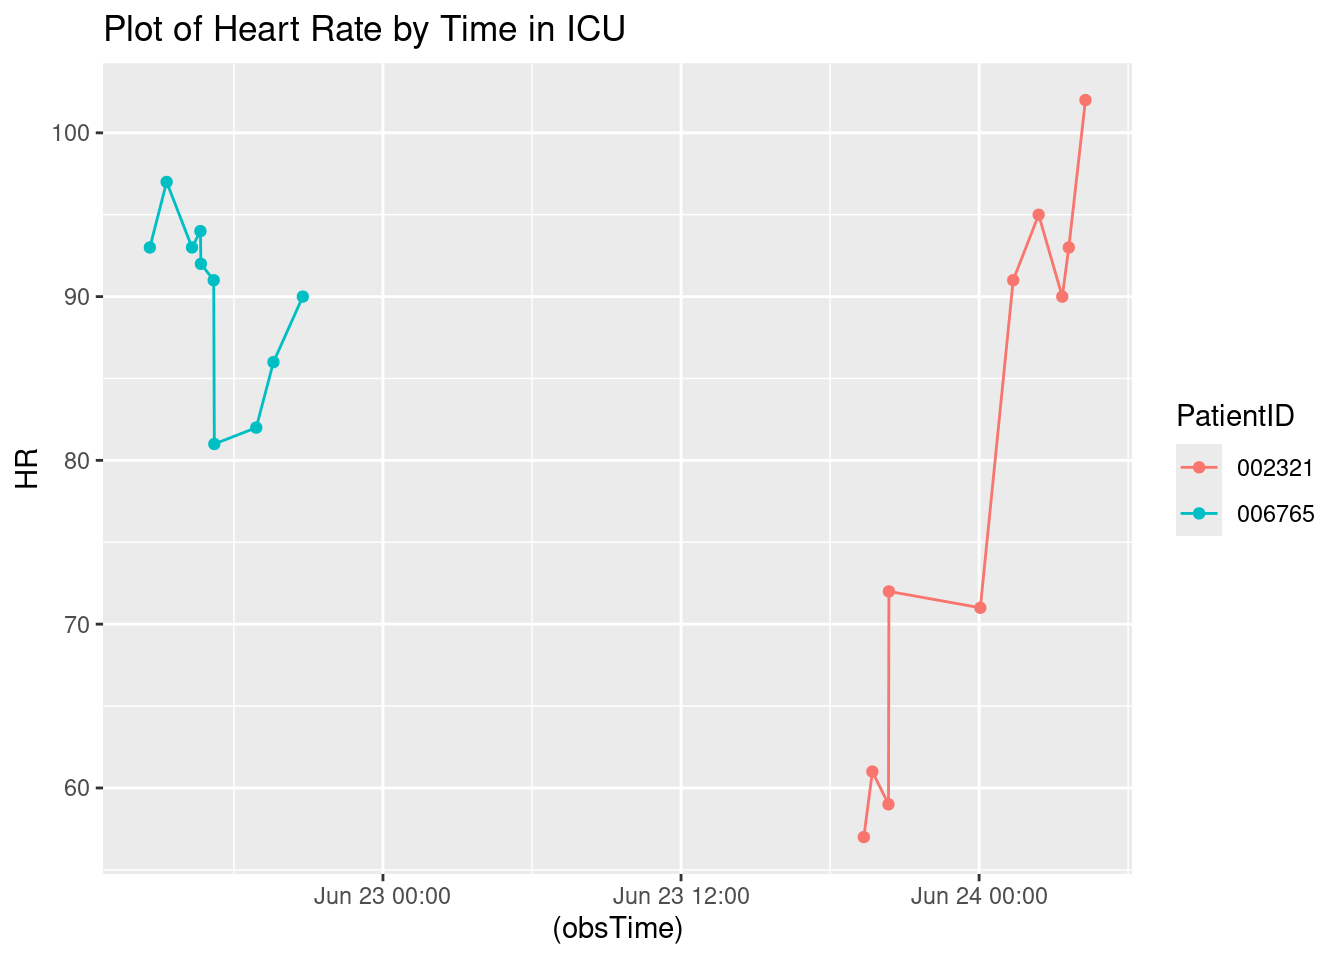 Plot of Heart Rate by Time in ICU
100
90
80
70
60
HR
Jun 23 00:00
Jun 23 12:00
Jun 24 00:00
(obsTime)
PatientID
002321
006765